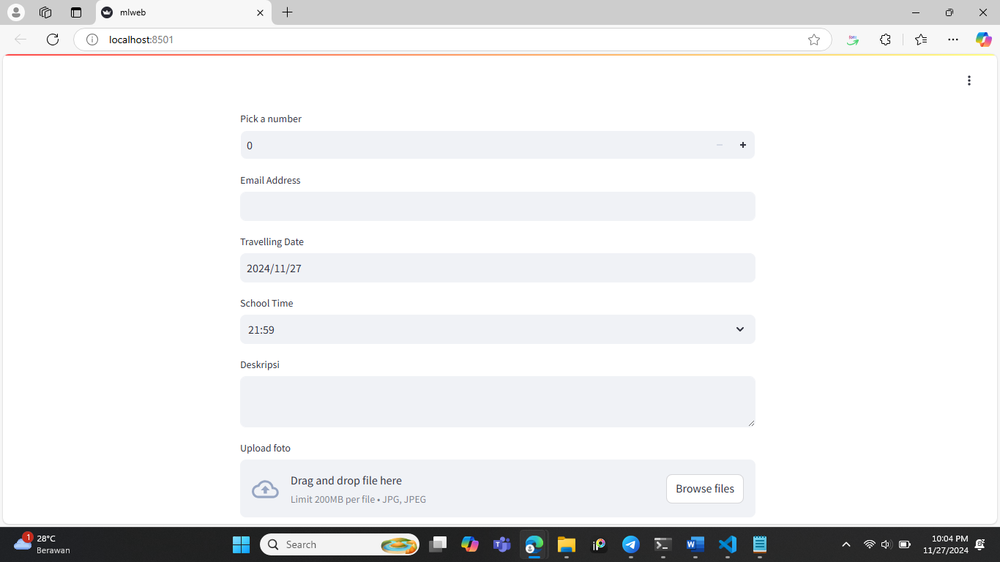 mlweb
localhost:8501
Pick a number
0
Email Address
Travelling Date
2024/11/27
School Time
21:59
Deskripsi
Upload foto
Drag and drop file here
Limit 200MB per file • JPG, JPEG
Browse files
1
28°C
Berawan
Search
10:04 PM
11/27/2024